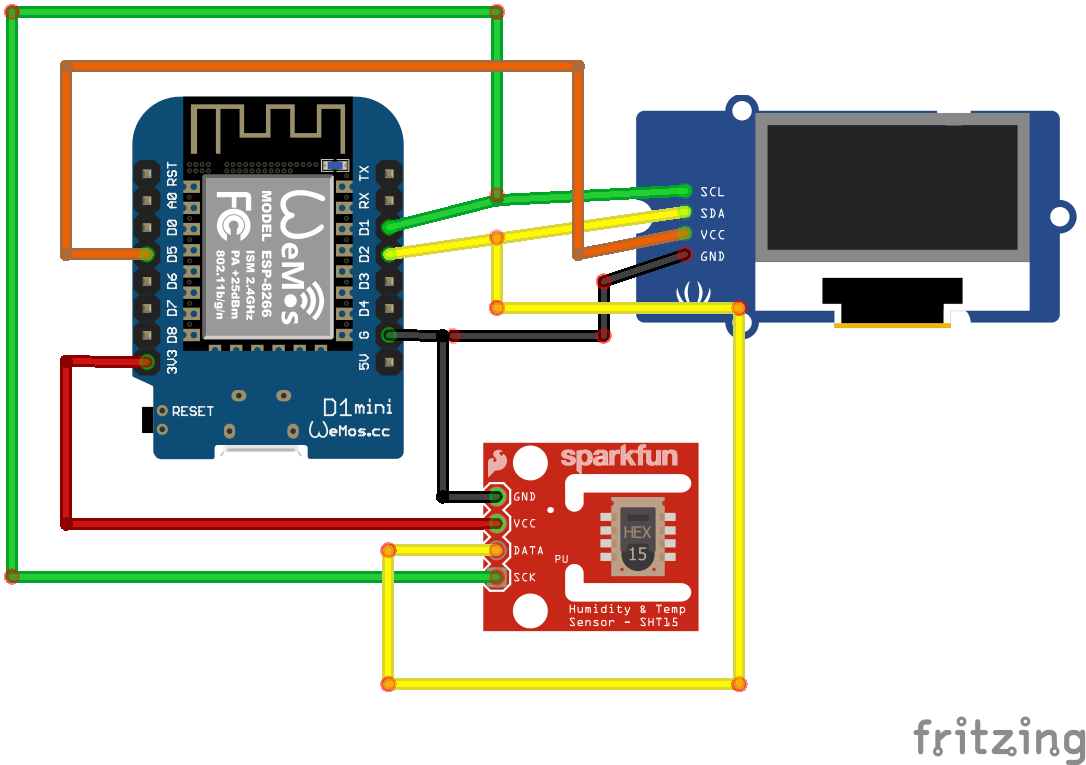 RST
A0
D0
D5
D6
D7
D8
3V3
TX
RX
D1
D2
D3
D4
G
5V
WeMos
MODEL ESP-8266
ISM 2.4GHz
PA +25dBm
802.11b/g/n
FC
RESET
D1 mini
WeMos.cc
SCL
SDA
VCC
GND
sparkfun
GND
VCC
DATA
SCK
PU
HEX
15
Humidity & Temp
Sensor - SHT15
fritzing